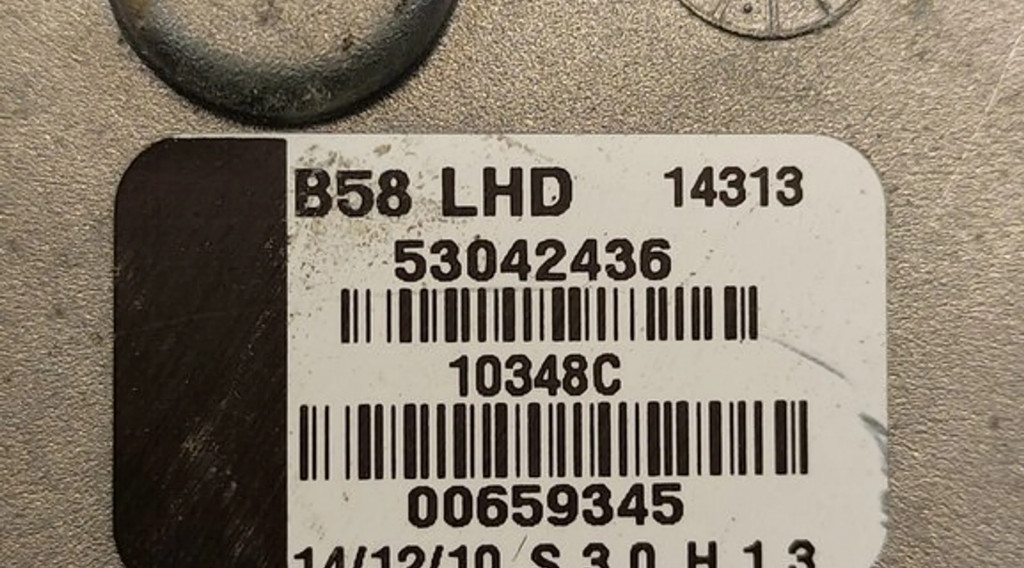 B58 LHD 14313
53042436
10348C
00659345
14/12/10 S 3.0 H 1.3